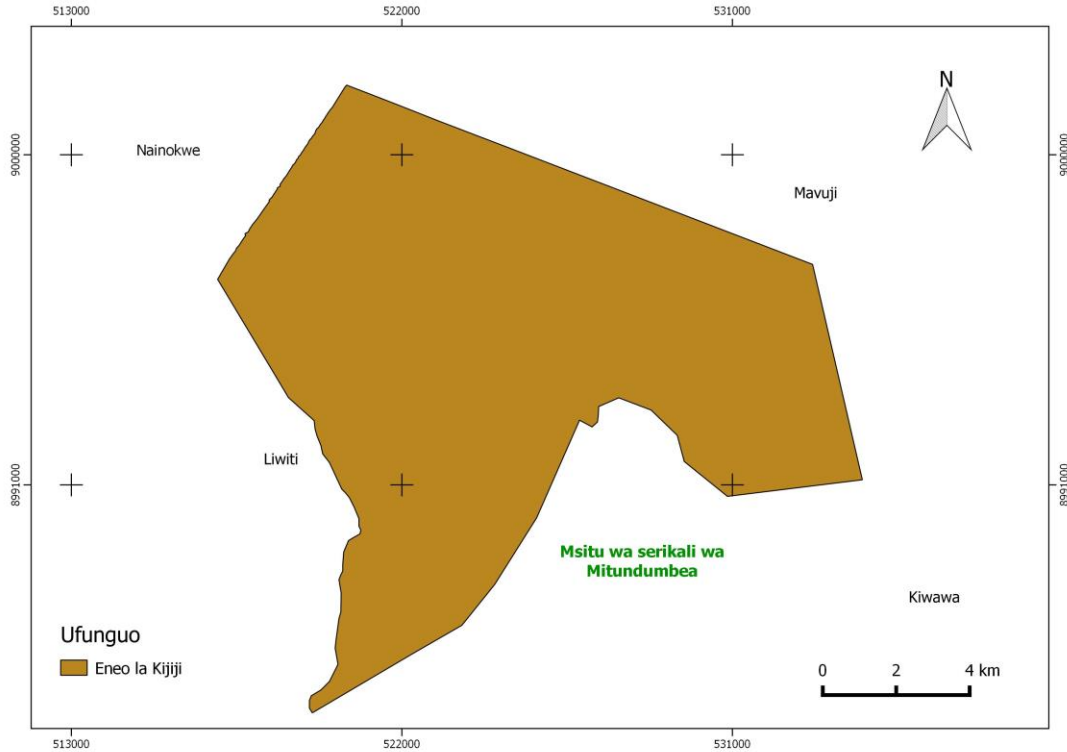 513000
522000
531000
N
9000000
9000000
Nainokwe
Mavuji
Liwiti
8991000
8991000
Msitu wa serikali wa
Mitundumbea
Kiwawa
Ufunguo
Eneo la Kijiji
0 2 4 km
513000
522000
531000